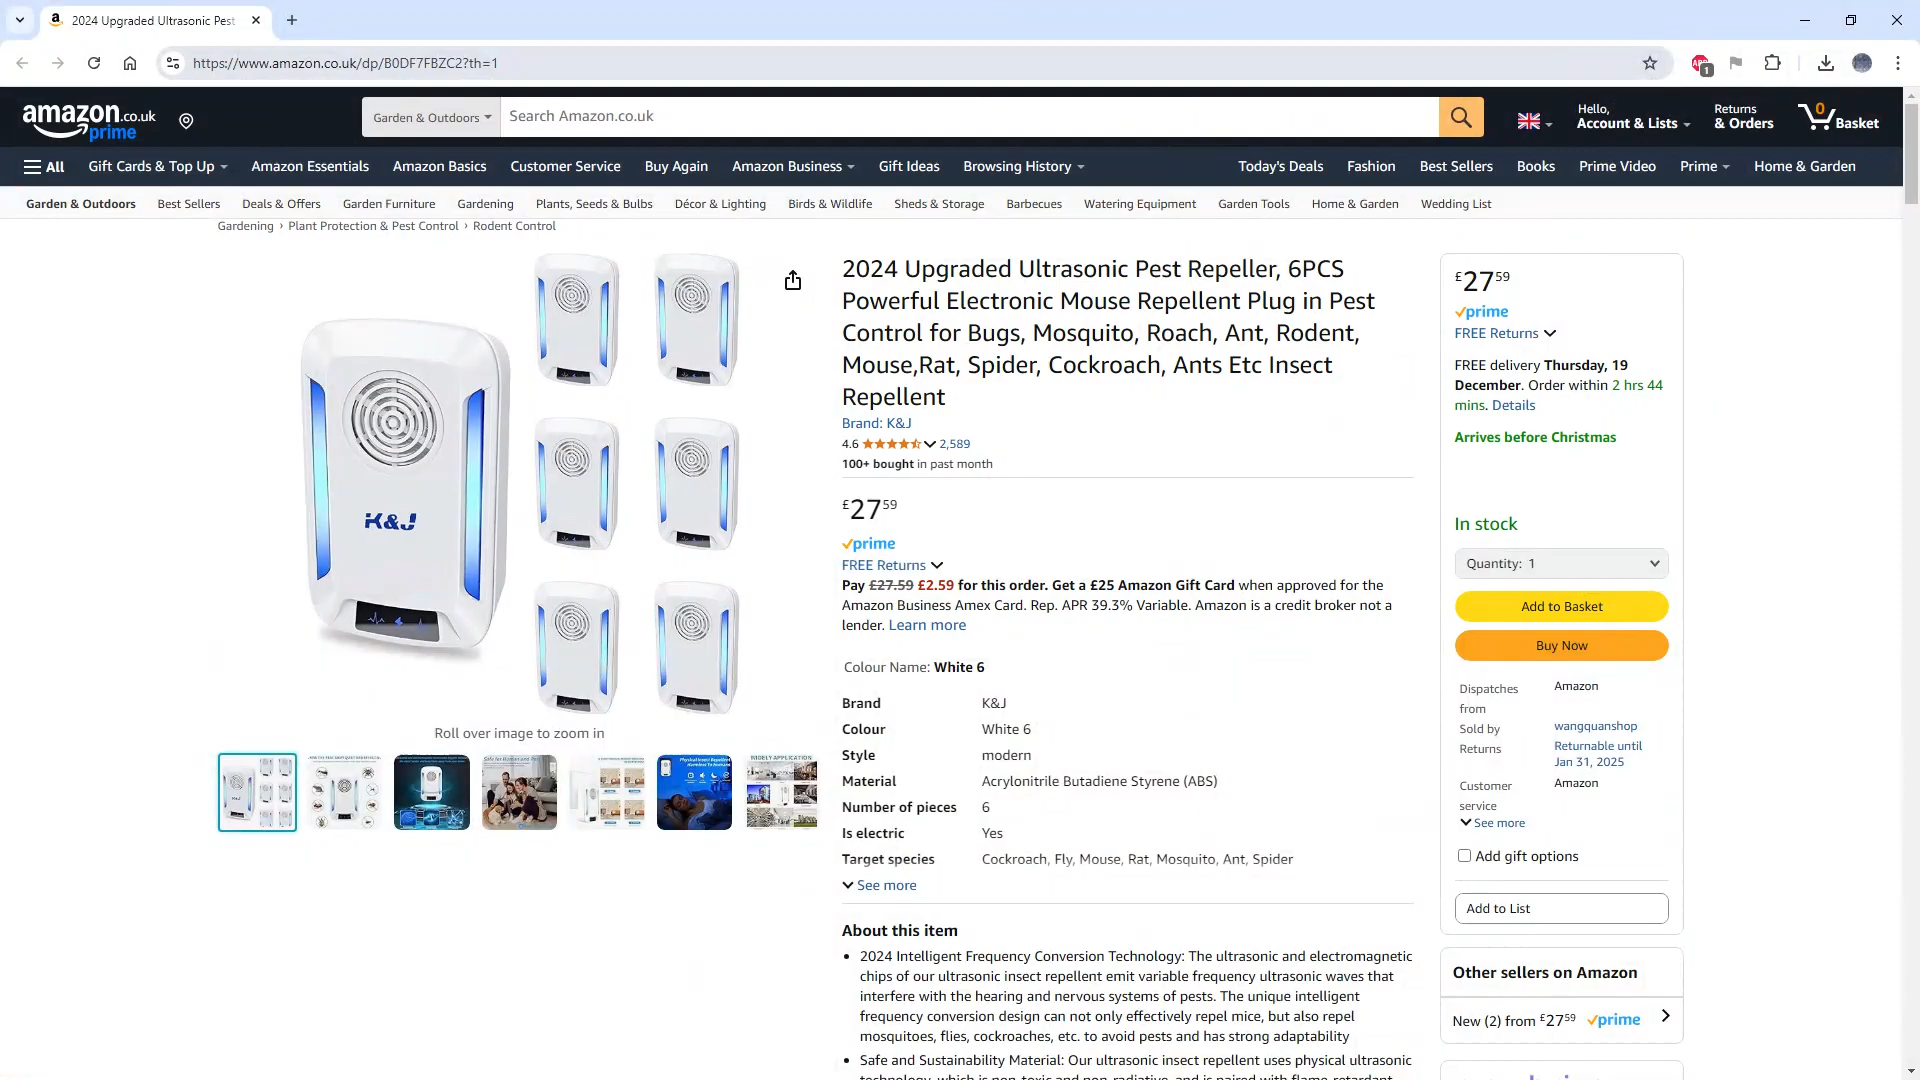 2024 Upgraded Ultrasonic Pest
https://www.amazon.co.uk/dp/B0DF7FBZC2?th=1
1
amazon.co.uk
prime
Garden & Outdoors
Search Amazon.co.uk
Hello,
Account & Lists
Returns
& Orders
0
Basket
All
Gift Cards & Top Up
Amazon Essentials
Amazon Basics
Customer Service
Buy Again
Amazon Business
Gift Ideas
Browsing History
Today's Deals
Fashion
Best Sellers
Books
Prime Video
Prime
Home & Garden
Garden & Outdoors
Best Sellers
Deals & Offers
Garden Furniture
Gardening
Plants, Seeds & Bulbs
Décor & Lighting
Birds & Wildlife
Sheds & Storage
Barbecues
Watering Equipment
Garden Tools
Home & Garden
Wedding List
Gardening › Plant Protection & Pest Control › Rodent Control
K&J
Roll over image to zoom in
2024 Upgraded Ultrasonic Pest Repeller, 6PCS
Powerful Electronic Mouse Repellent Plug in Pest
Control for Bugs, Mosquito, Roach, Ant, Rodent,
Mouse,Rat, Spider, Cockroach, Ants Etc Insect
Repellent
Brand: K&J
4.6 2,589
100+ bought in past month
£27 59
prime
FREE Returns
Pay £27.59 £2.59 for this order. Get a £25 Amazon Gift Card when approved for the
Amazon Business Amex Card. Rep. APR 39.3% Variable. Amazon is a credit broker not a
lender. Learn more
Colour Name: White 6
Brand K&J
Colour White 6
Style modern
Material Acrylonitrile Butadiene Styrene (ABS)
Number of pieces 6
Is electric Yes
Target species Cockroach, Fly, Mouse, Rat, Mosquito, Ant, Spider
See more
About this item
• 2024 Intelligent Frequency Conversion Technology: The ultrasonic and electromagnetic
chips of our ultrasonic insect repellent emit variable frequency ultrasonic waves that
interfere with the hearing and nervous systems of pests. The unique intelligent
frequency conversion design can not only effectively repel mice, but also repel
mosquitoes, flies, cockroaches, etc. to avoid pests and has strong adaptability
• Safe and Sustainability Material: Our ultrasonic insect repellent uses physical ultrasonic
technology, which is non-toxic and non-radiative, and is paired with flame-retardant
£27 59
prime
FREE Returns
FREE delivery Thursday, 19
December. Order within 2 hrs 44
mins. Details
Arrives before Christmas
In stock
Quantity: 1
Add to Basket
Buy Now
Dispatches from Amazon
Sold by wangquanshop
Returns Returnable until Jan 31, 2025
Customer service Amazon
See more
Add gift options
Add to List
Other sellers on Amazon
New (2) from £27 59 prime